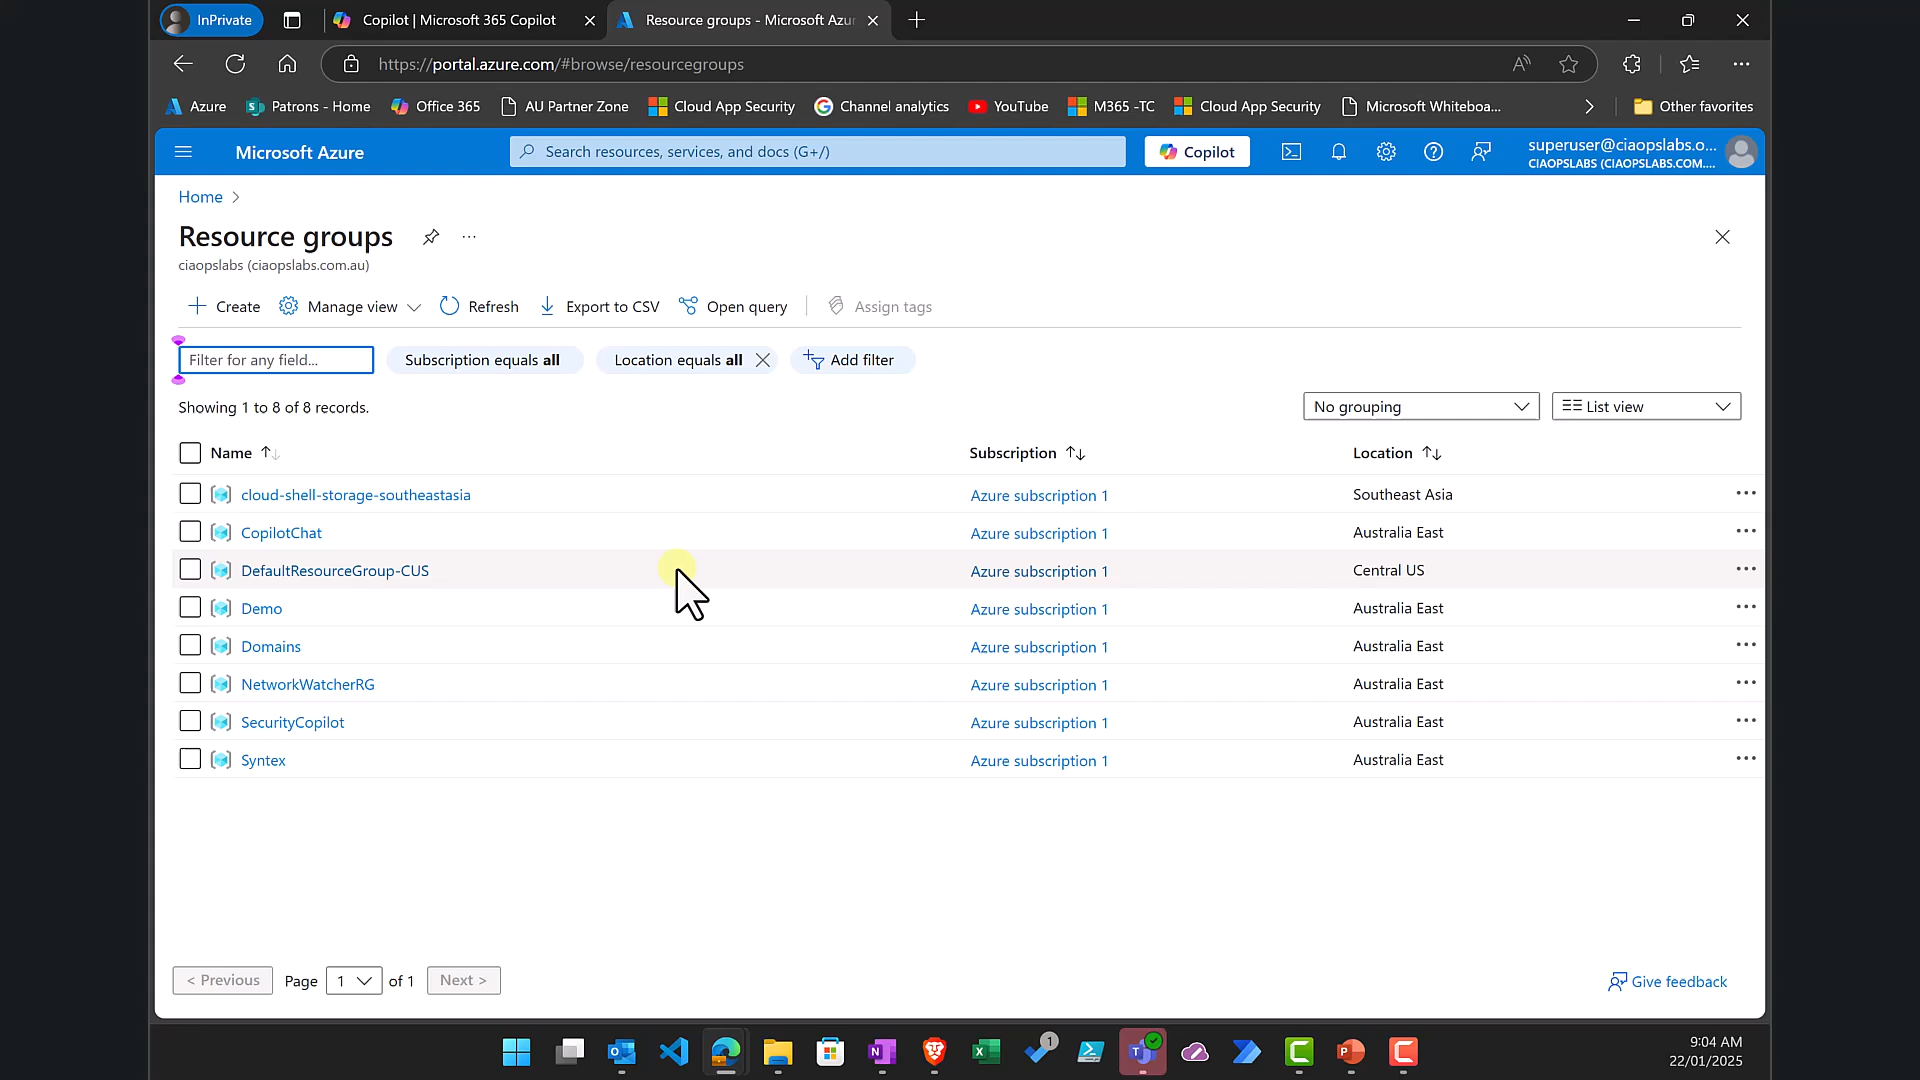 InPrivate
Copilot | Microsoft 365 Copilot
Resource groups - Microsoft Azu
https://portal.azure.com/#browse/resourcegroups
Azure
Patrons - Home
Office 365
AU Partner Zone
Cloud App Security
Channel analytics
YouTube
M365 -TC
Cloud App Security
Microsoft Whiteboa...
Other favorites
Microsoft Azure
Search resources, services, and docs (G+/)
Copilot
superuser@ciaopslabs.o...
CIAOPSLABS (CIAOPSLABS.COM....
Home
Resource groups
...
ciaopslabs (ciaopslabs.com.au)
Create
Manage view
Refresh
Export to CSV
Open query
Assign tags
Filter for any field...
Subscription equals all
Location equals all
Add filter
Showing 1 to 8 of 8 records.
No grouping
List view
Name
Subscription
Location
cloud-shell-storage-southeastasia
Azure subscription 1
Southeast Asia
CopilotChat
Azure subscription 1
Australia East
DefaultResourceGroup-CUS
Azure subscription 1
Central US
Demo
Azure subscription 1
Australia East
Domains
Azure subscription 1
Australia East
NetworkWatcherRG
Azure subscription 1
Australia East
SecurityCopilot
Azure subscription 1
Australia East
Syntex
Azure subscription 1
Australia East
< Previous
Page
1
of 1
Next >
Give feedback
1
9:04 AM
22/01/2025